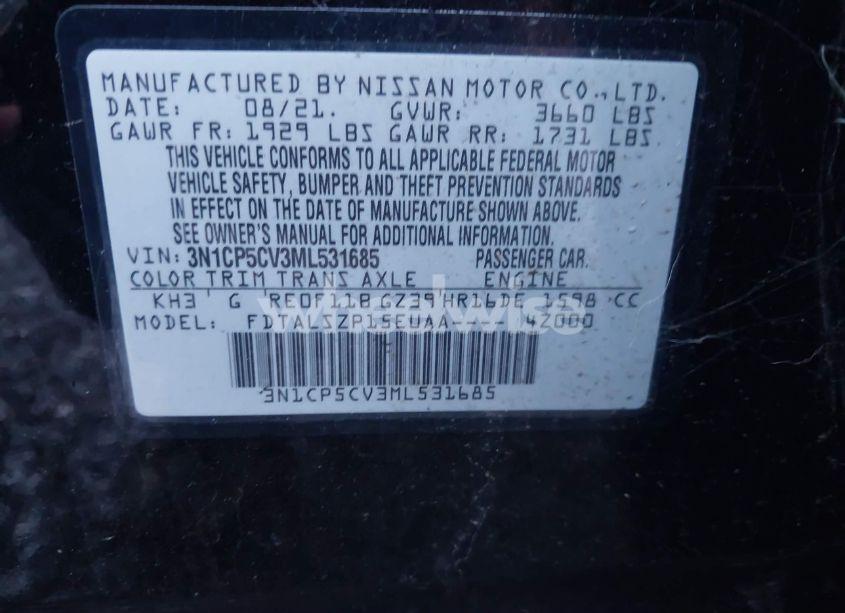 MANUFACTURED BY NISSAN MOTOR CO., LTD.
DATE: 08/21. GVWR: 3660 LBS
GAWR FR: 1929 LBS GAWR RR: 1731 LBS.
THIS VEHICLE CONFORMS TO ALL APPLICABLE FEDERAL MOTOR
VEHICLE SAFETY, BUMPER AND THEFT PREVENTION STANDARDS
IN EFFECT ON THE DATE OF MANUFACTURE SHOWN ABOVE.
SEE OWNER'S MANUAL FOR ADDITIONAL INFORMATION.
VIN: 3N1CP5CV3ML531685 PASSENGER CAR.
COLOR TRIM TRANS AXLE ENGINE
KH3 G RE0F11B GZ39 HR16DE 1598 CC
MODEL: FDTALSZP15EUAA---- 4Z000
3N1CP5CV3ML531685
wheelwise